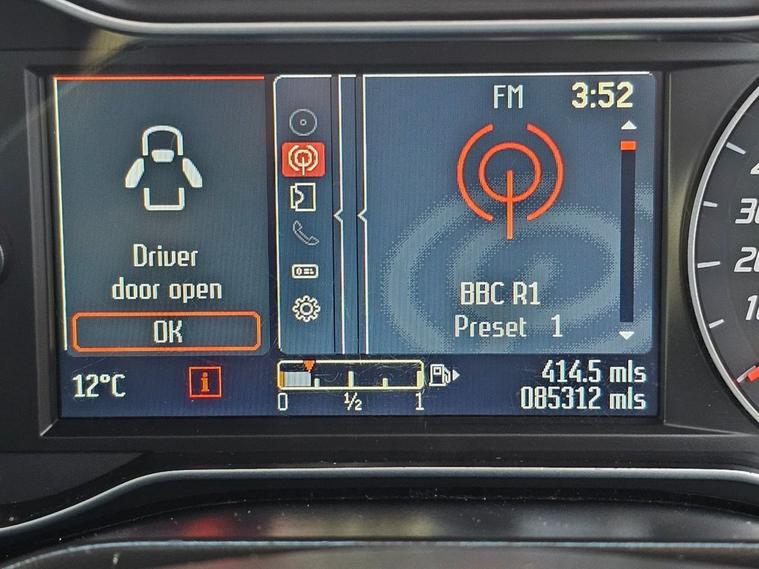 FM 3:52
Driver
door open
OK
BBC R1
Preset 1
12°C
i
0 ½ 1
414.5 mls
085312 mls
20